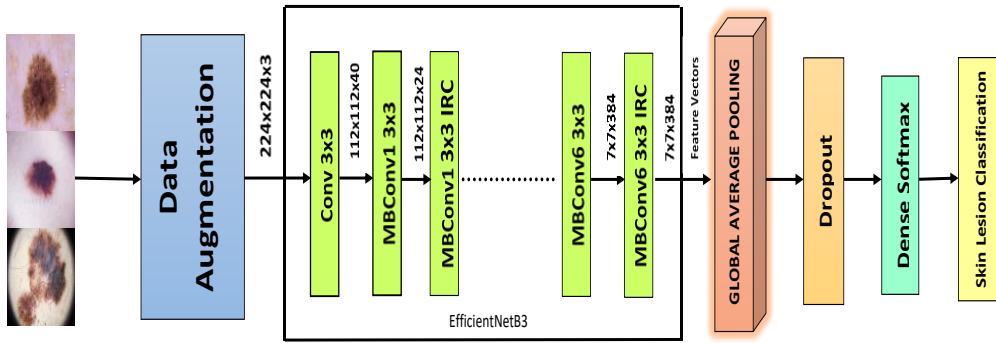 Data
Augmentation
224x224x3
Conv 3x3
112x112x40
MBConv1 3x3
112x112x24
MBConv1 3x3 IRC
MBConv6 3x3
7x7x384
MBConv6 3x3 IRC
7x7x384
Feature Vectors
EfficientNetB3
GLOBAL AVERAGE POOLING
Dropout
Dense Softmax
Skin Lesion Classification